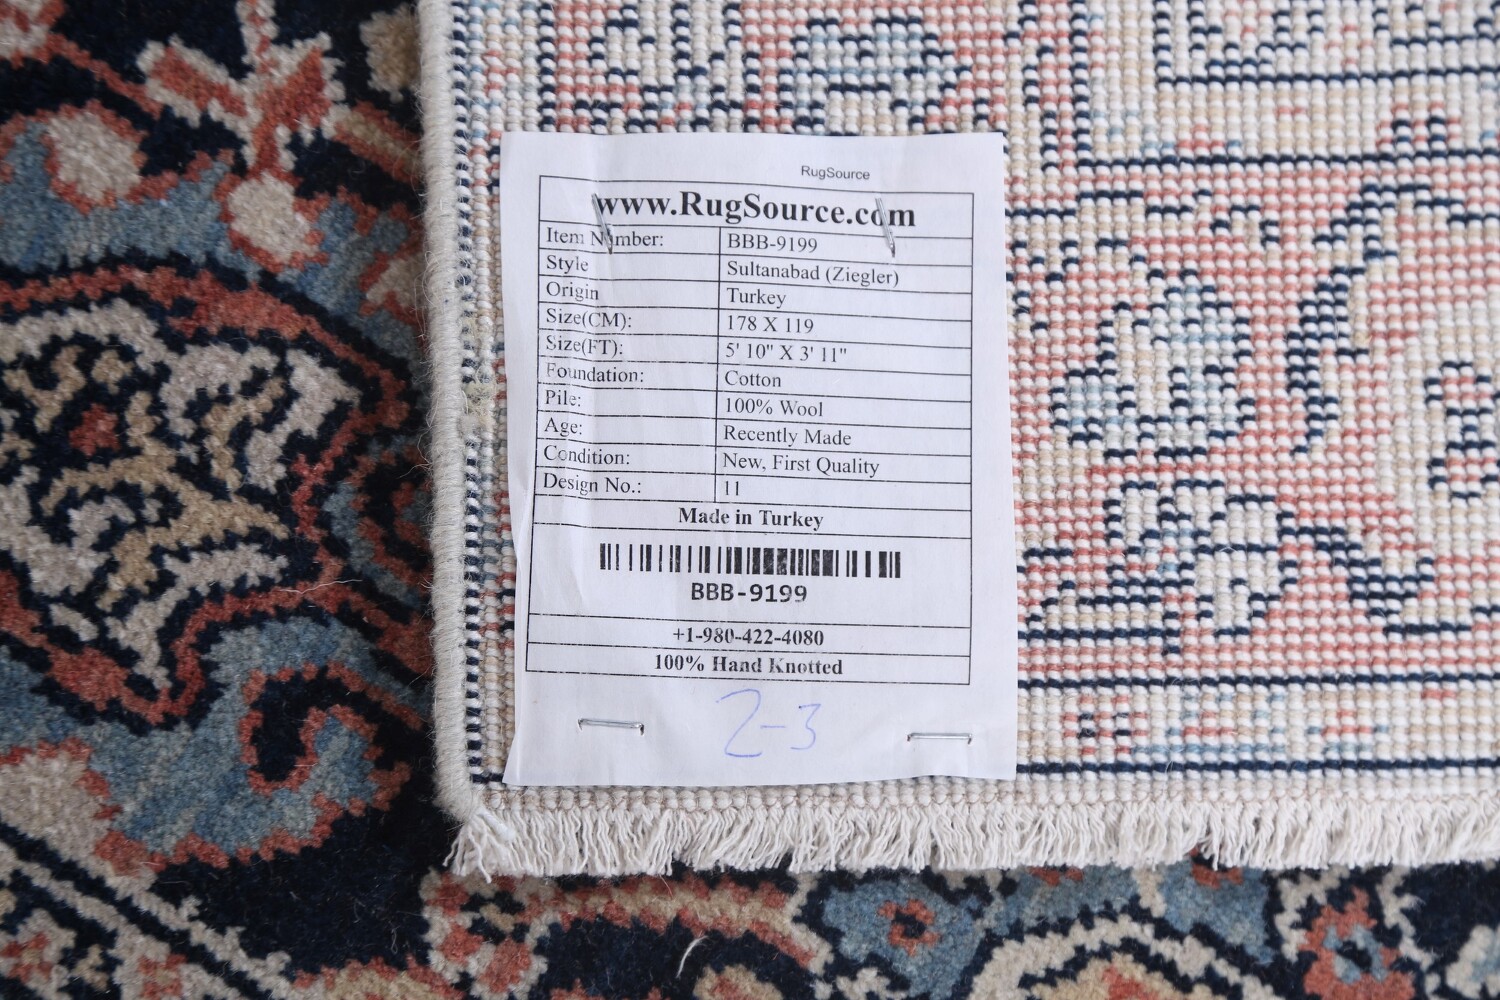 RugSource
www.RugSource.com
Item Number: BBB-9199
Style Sultanabad (Ziegler)
Origin Turkey
Size(CM): 178 X 119
Size(FT): 5' 10" X 3' 11"
Foundation: Cotton
Pile: 100% Wool
Age: Recently Made
Condition: New, First Quality
Design No.: 11
Made in Turkey
BBB-9199
+1-980-422-4080
100% Hand Knotted
2-3